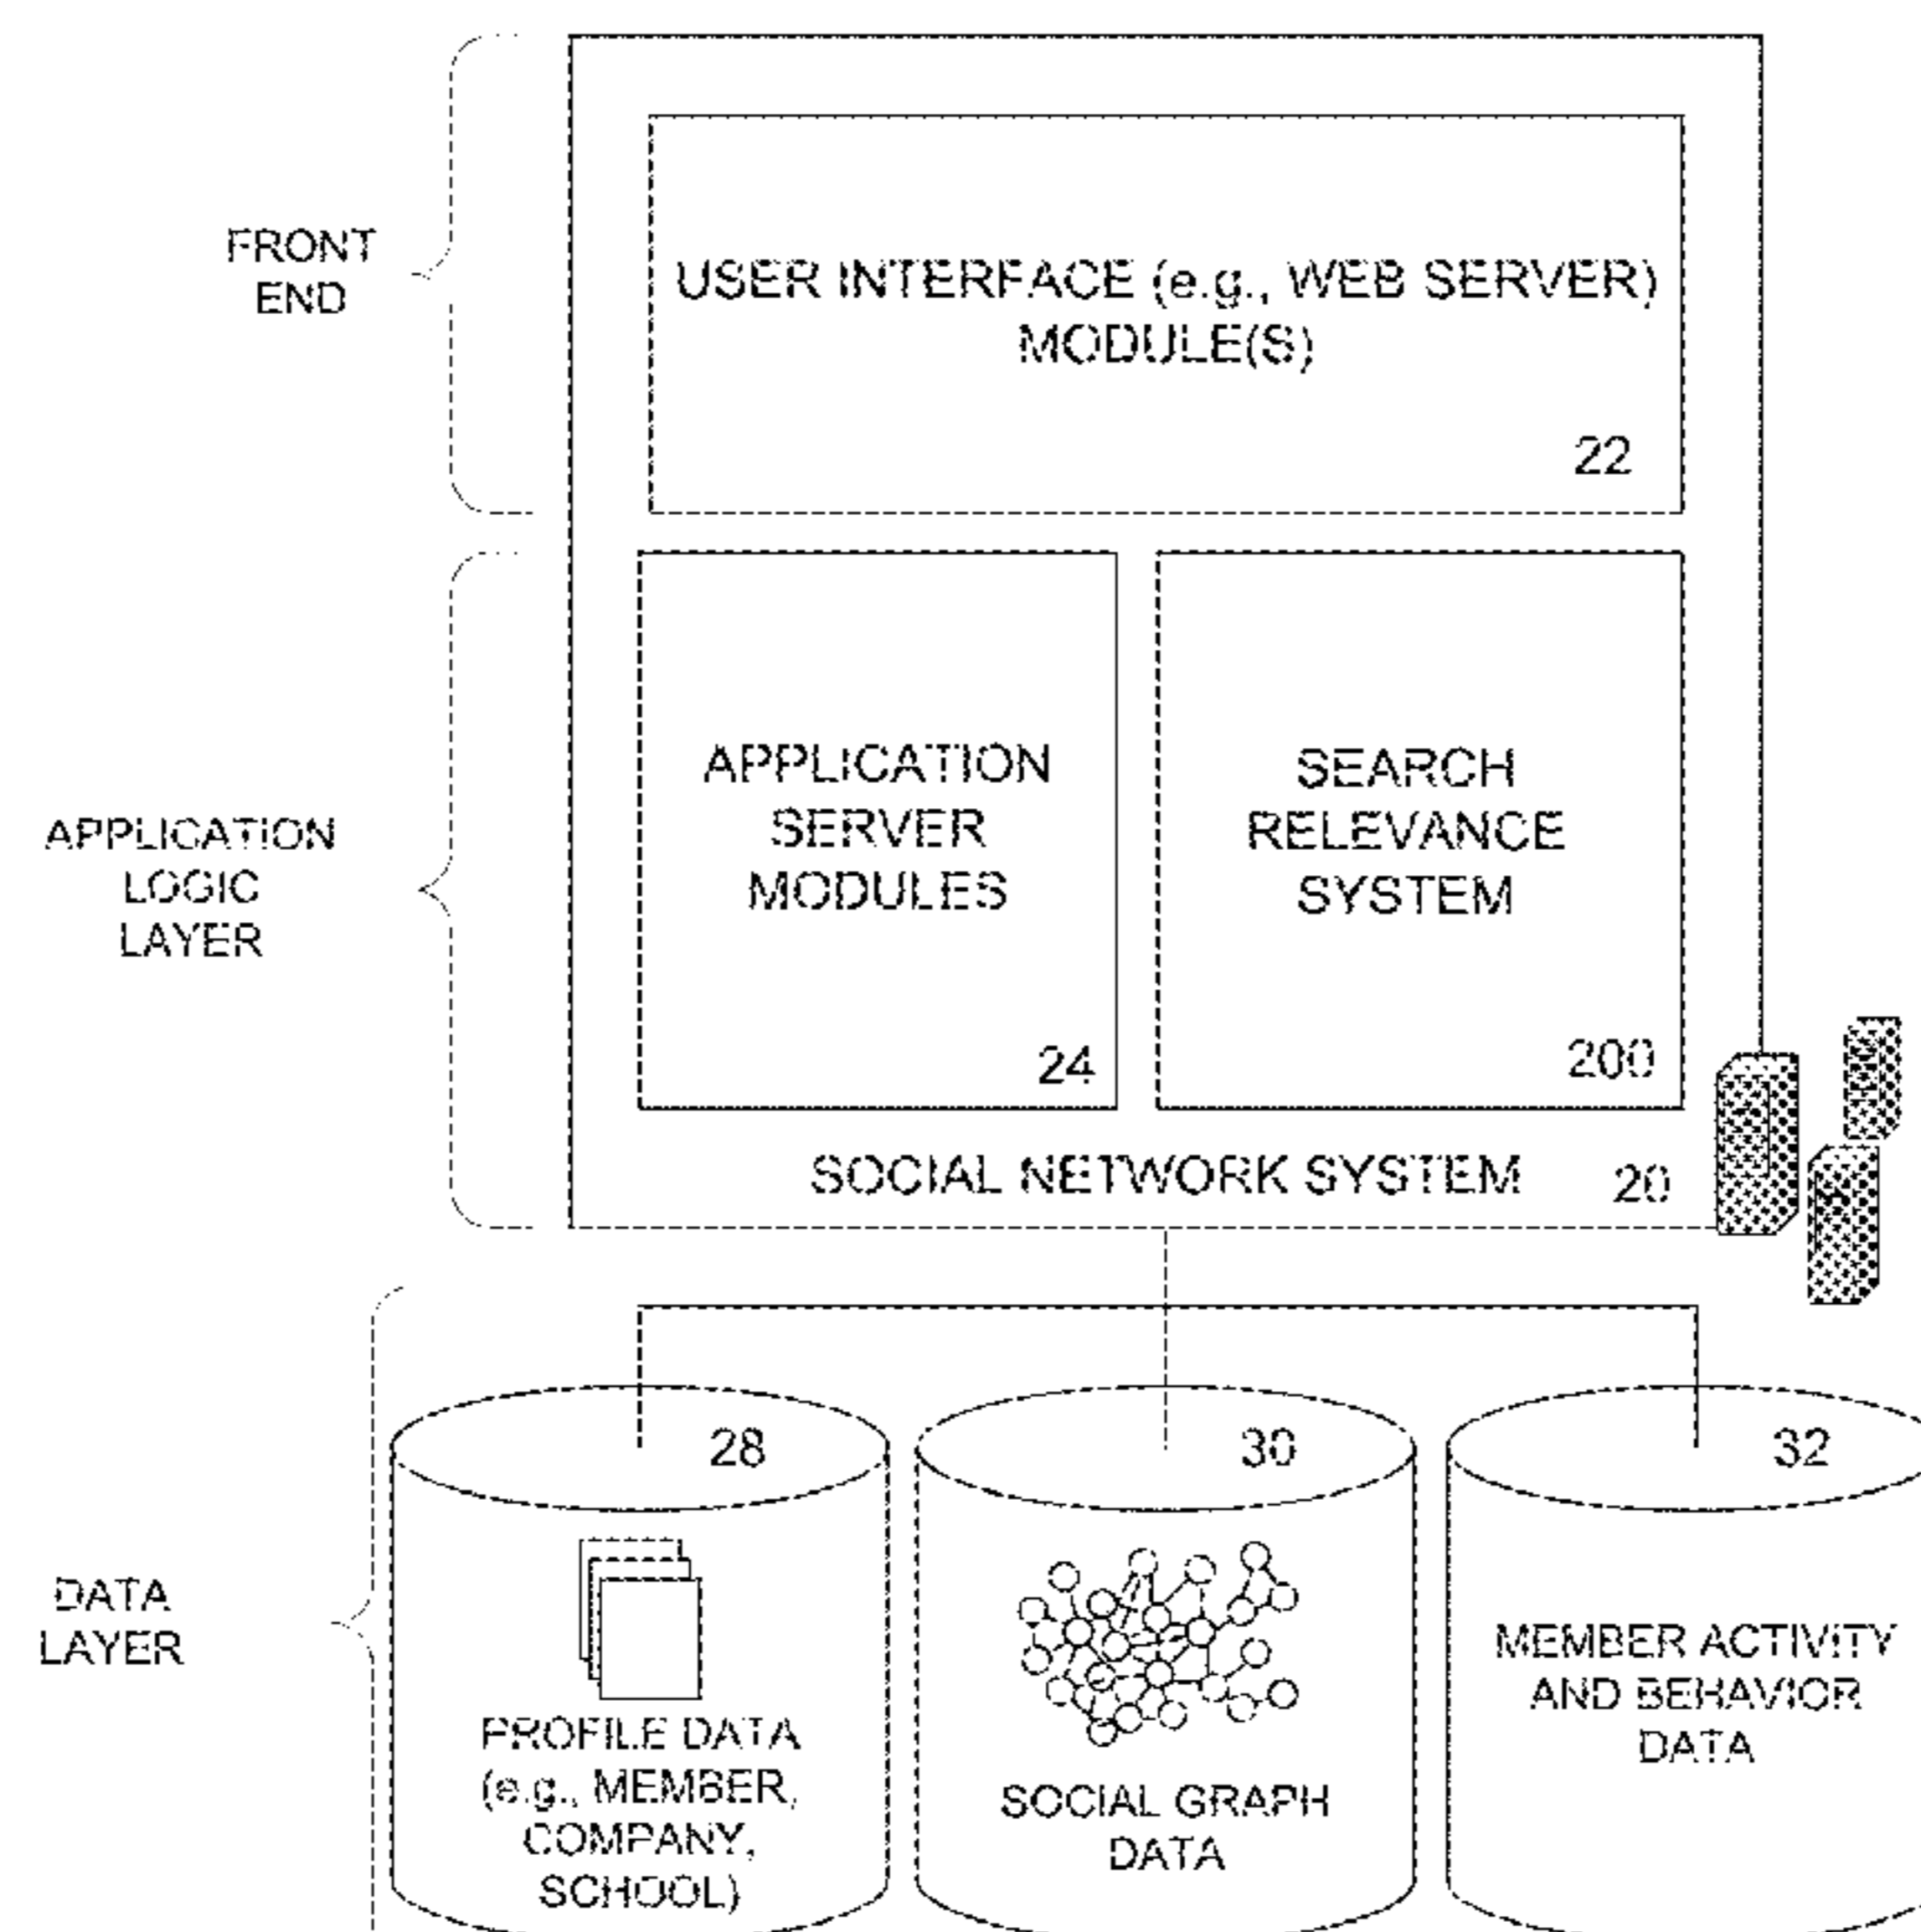 FRONT
END
USER INTERFACE (e.g., WEB SERVER)
MODULE(S)
22
APPLICATION
LOGIC
LAYER
APPLICATION
SERVER
MODULES
24
SEARCH
RELEVANCE
SYSTEM
200
SOCIAL NETWORK SYSTEM
20
DATA
LAYER
28
PROFILE DATA
(e.g., MEMBER,
COMPANY,
SCHOOL)
30
SOCIAL GRAPH
DATA
32
MEMBER ACTIVITY
AND BEHAVIOR
DATA